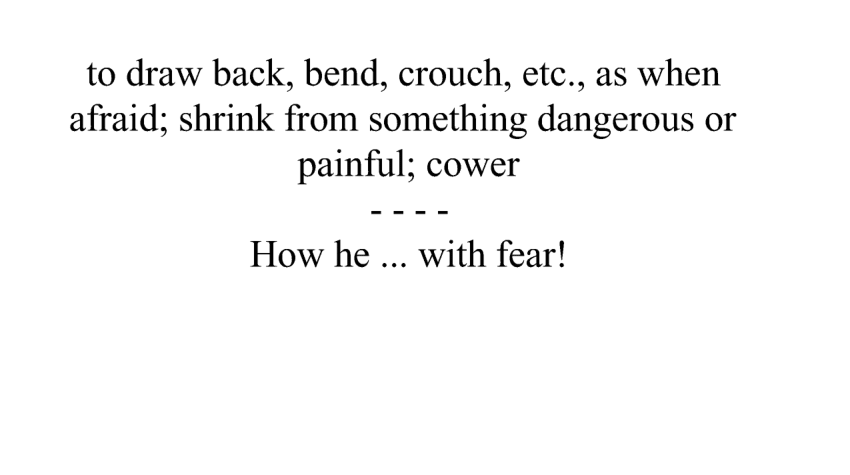 to draw back, bend, crouch, etc., as when
afraid; shrink from something dangerous or
painful; cower
- - - -
How he ... with fear!